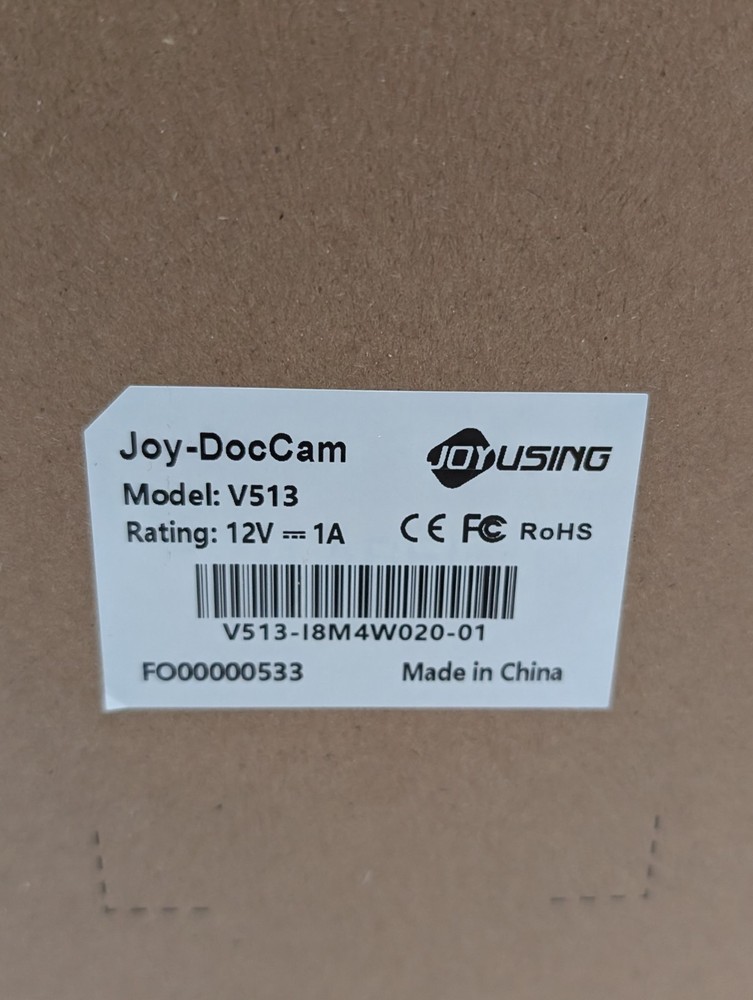 Joy-DocCam
JOYUSING
Model: V513
Rating: 12V ⎓ 1A
CE FC RoHS
V513-I8M4W020-01
FO00000533
Made in China